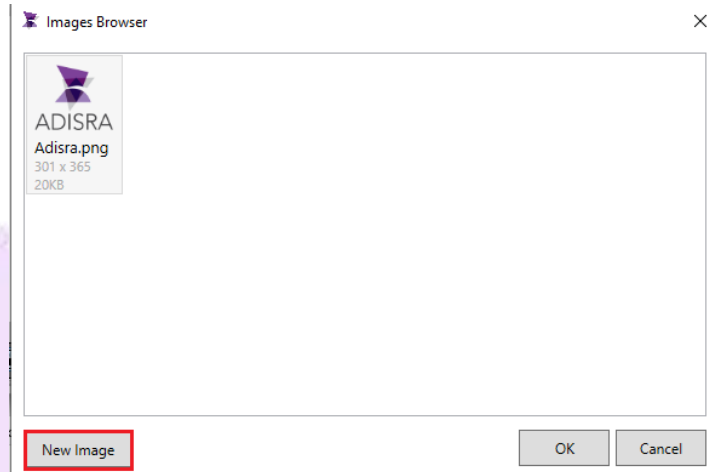 Images Browser
ADISRA
Adisra.png
301 x 365
20KB
New Image
OK
Cancel